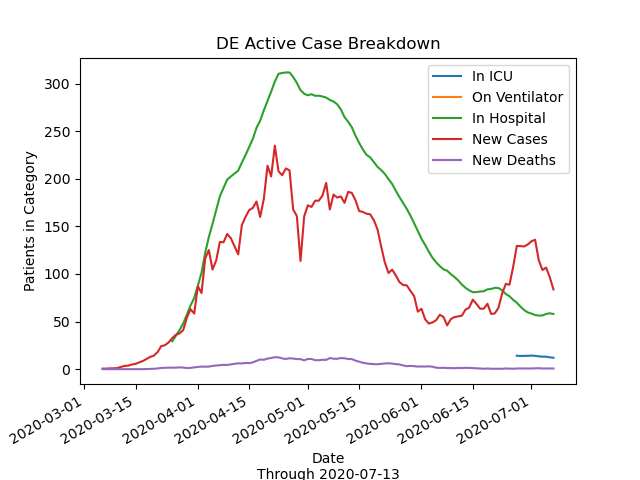 DE Active Case Breakdown
In ICU
On Ventilator
In Hospital
New Cases
New Deaths
Patients in Category
300
250
200
150
100
50
0
2020-03-01
2020-03-15
2020-04-01
2020-04-15
2020-05-01
2020-05-15
2020-06-01
2020-06-15
2020-07-01
Date
Through 2020-07-13